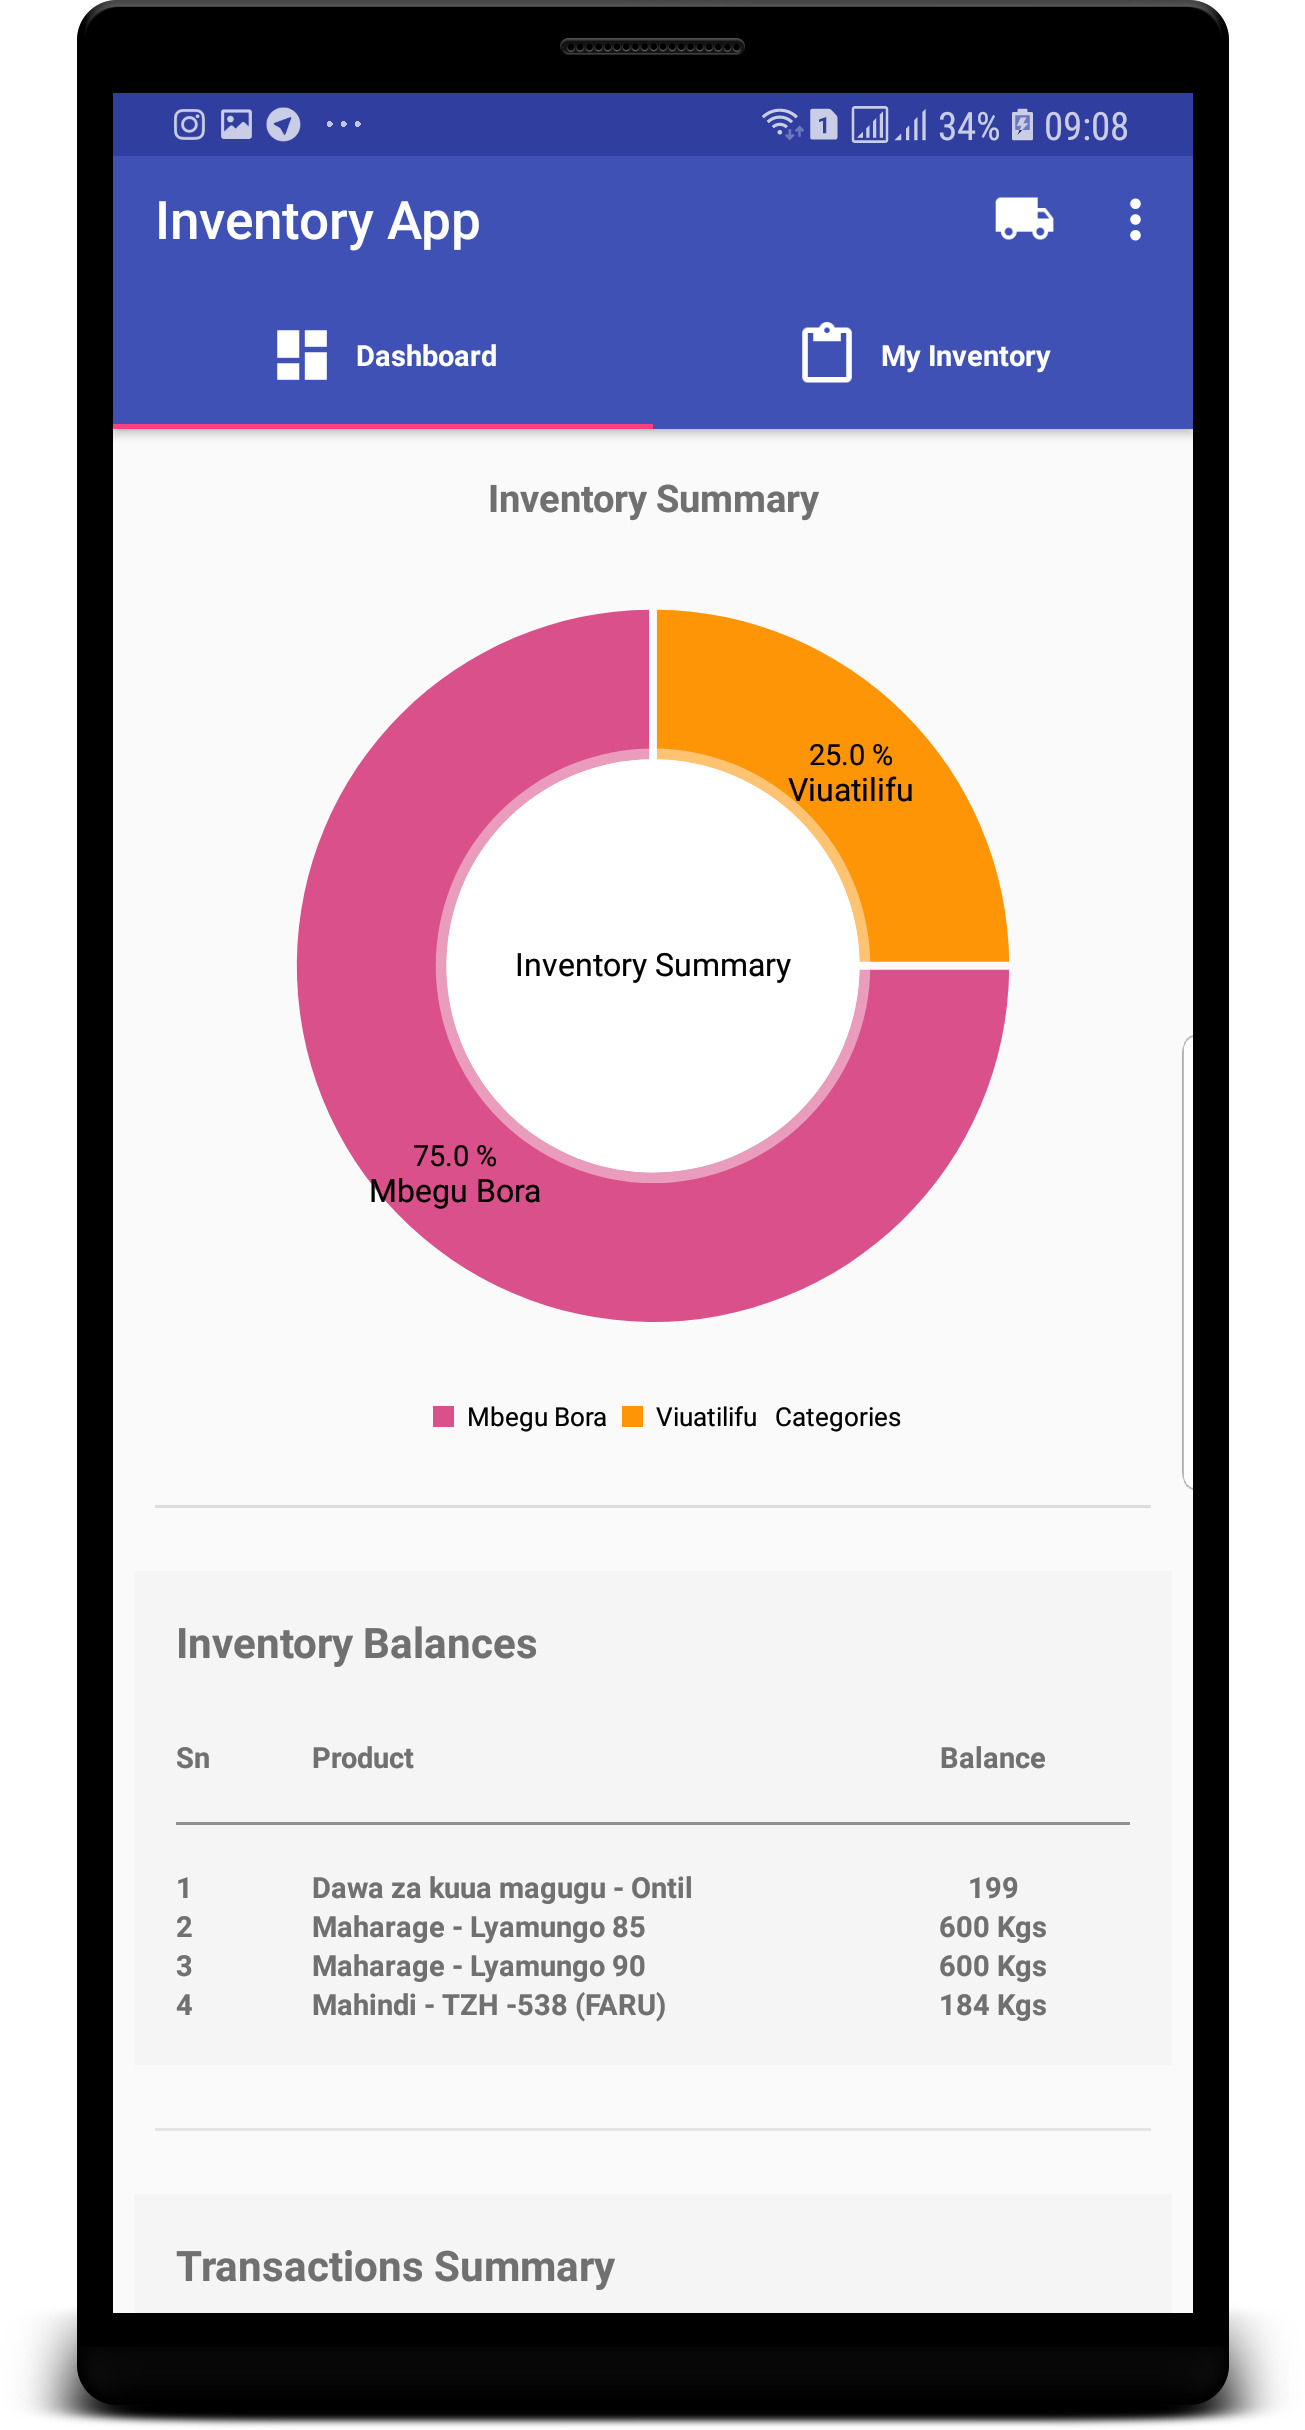 1 34% 09:08
Inventory App
Dashboard My Inventory
Inventory Summary
25.0 %
Viuatilifu
Inventory Summary
75.0 %
Mbegu Bora
Mbegu Bora Viuatilifu Categories
Inventory Balances
Sn Product Balance
1 Dawa za kuua magugu - Ontil 199
2 Maharage - Lyamungo 85 600 Kgs
3 Maharage - Lyamungo 90 600 Kgs
4 Mahindi - TZH -538 (FARU) 184 Kgs
Transactions Summary